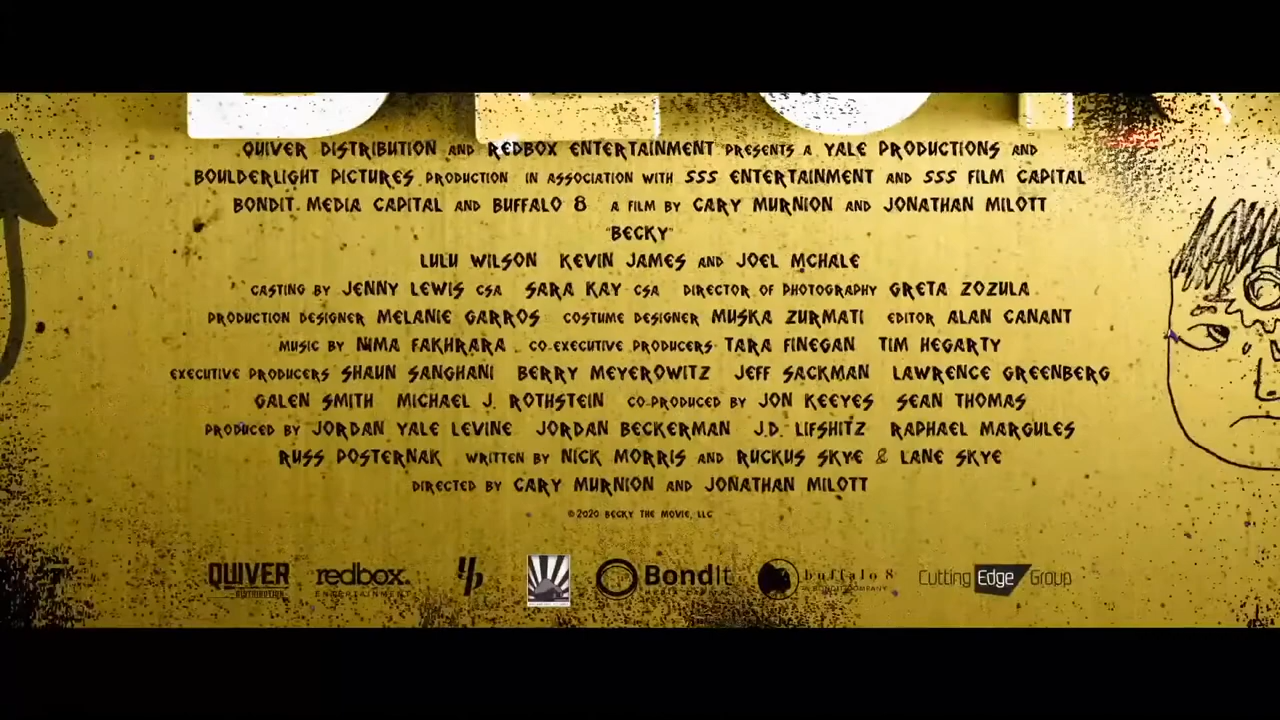 QUIVER DISTRIBUTION AND REDBOX ENTERTAINMENT PRESENTS A YALE PRODUCTIONS AND
BOULDERLIGHT PICTURES PRODUCTION IN ASSOCIATION WITH SSS ENTERTAINMENT AND SSS FILM CAPITAL
BONDIT MEDIA CAPITAL AND BUFFALO 8 A FILM BY CARY MURNION AND JONATHAN MILOTT
"BECKY"
LULU WILSON KEVIN JAMES AND JOEL MCHALE
CASTING BY JENNY LEWIS CSA SARA KAY CSA DIRECTOR OF PHOTOGRAPHY GRETA ZOZULA
PRODUCTION DESIGNER MELANIE GARROS COSTUME DESIGNER MUSKA ZURMATI EDITOR ALAN CANANT
MUSIC BY NIMA FAKHRARA CO-EXECUTIVE PRODUCERS TARA FINEGAN TIM HEGARTY
EXECUTIVE PRODUCERS SHAUN SANGHANI BERRY MEYEROWITZ JEFF SACKMAN LAWRENCE GREENBERG
GALEN SMITH MICHAEL J. ROTHSTEIN CO-PRODUCED BY JON KEEYES SEAN THOMAS
PRODUCED BY JORDAN YALE LEVINE JORDAN BECKERMAN J.D. LIFSHITZ RAPHAEL MARGULES
RUSS POSTERNAK WRITTEN BY NICK MORRIS AND RUCKUS SKYE & LANE SKYE
DIRECTED BY CARY MURNION AND JONATHAN MILOTT
©2020 BECKY THE MOVIE, LLC
QUIVER DISTRIBUTION redbox. ENTERTAINMENT BondIt MEDIA CAPITAL buffalo 8 A BONDIT COMPANY Cutting Edge Group